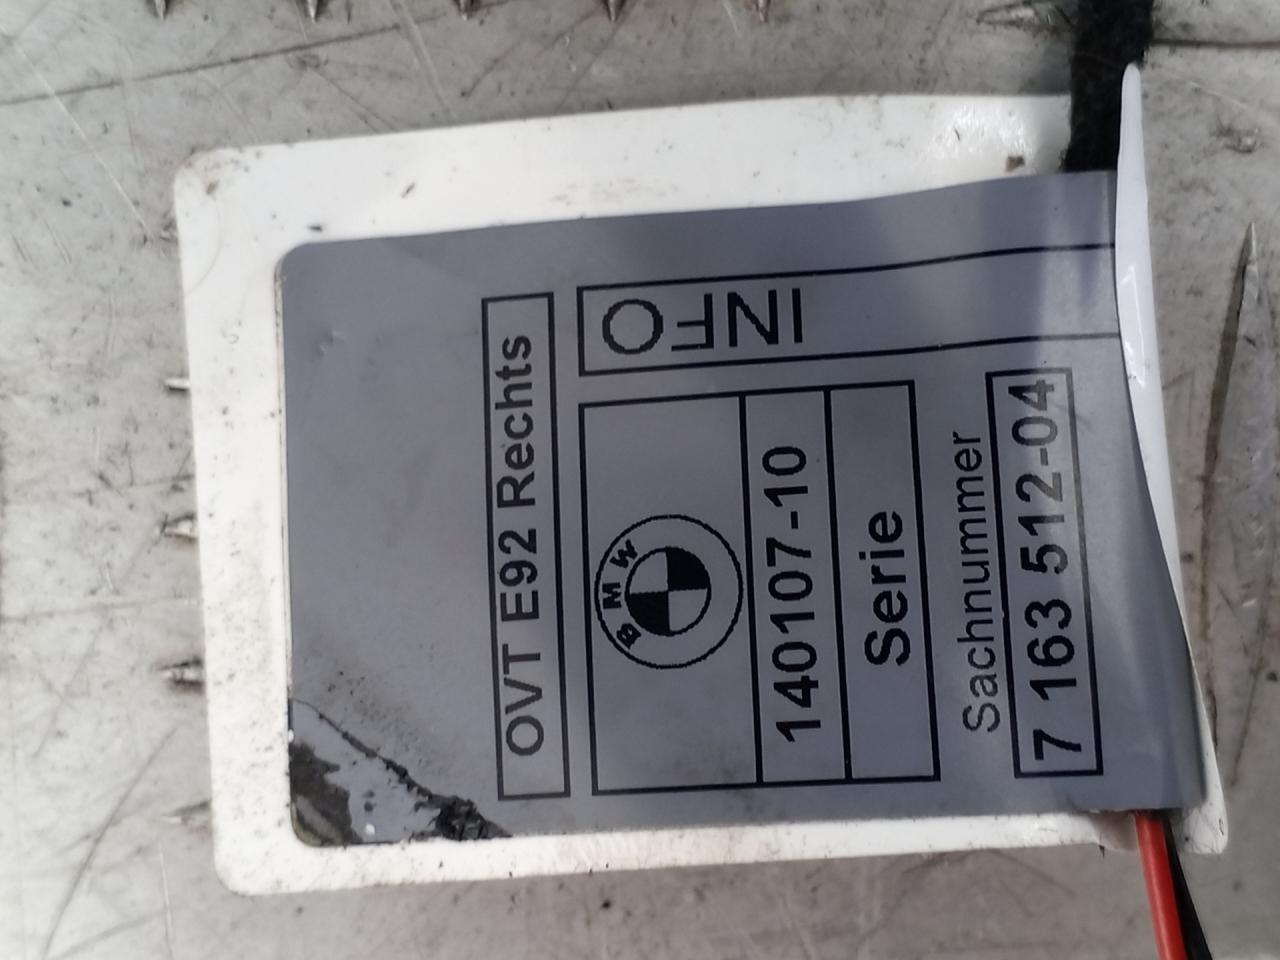 OVT E92 Rechts
INFO
BMW
140107-10
Serie
Sachnummer
7 163 512-04